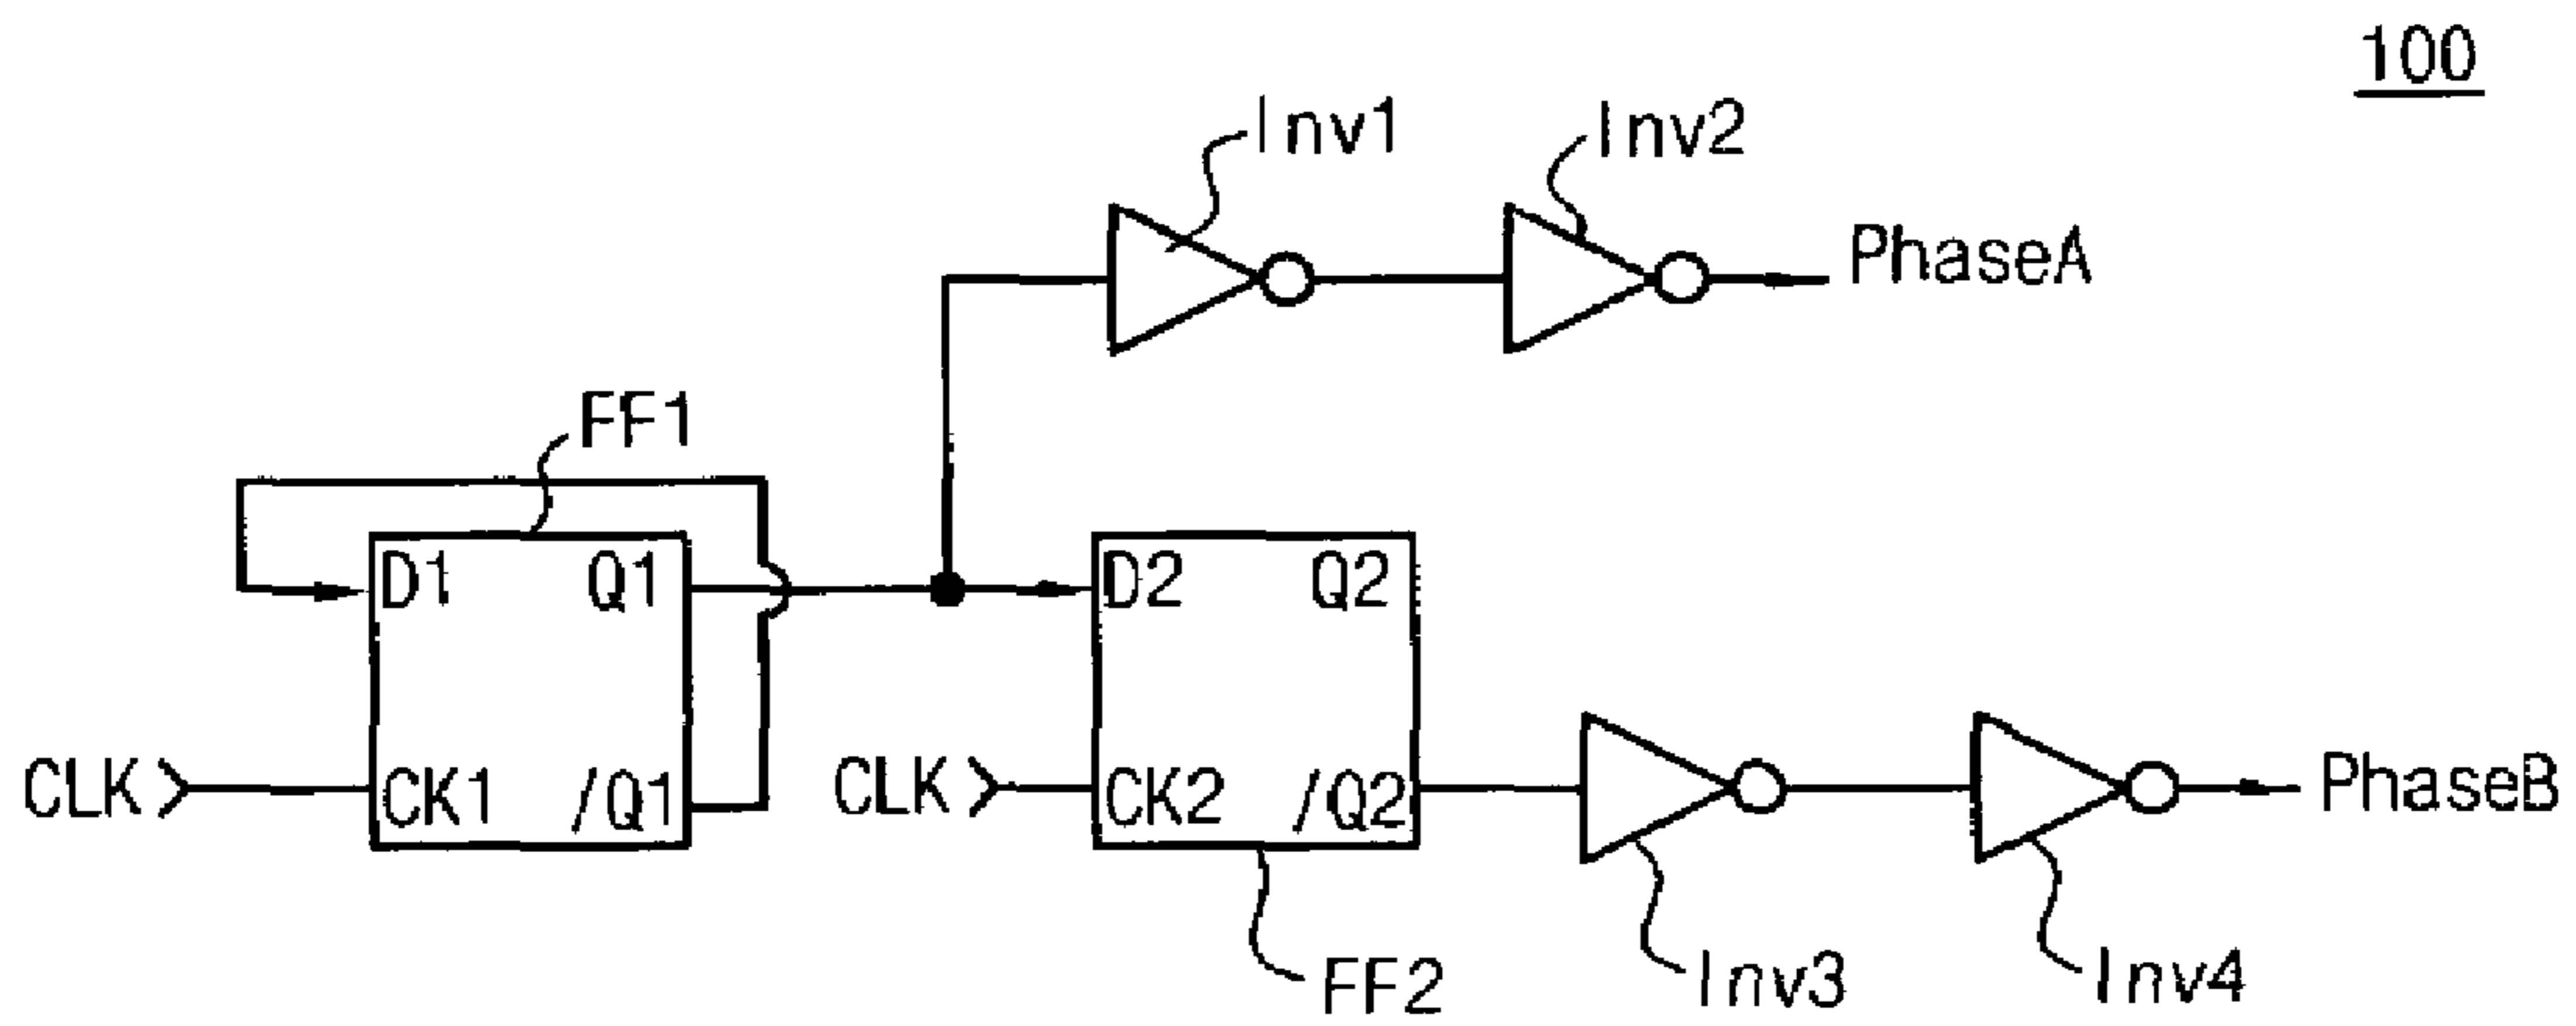 100
Inv1
Inv2
PhaseA
FF1
D1
Q1
D2
Q2
CLK
CK1
/Q1
CLK
CK2
/Q2
PhaseB
FF2
Inv3
Inv4